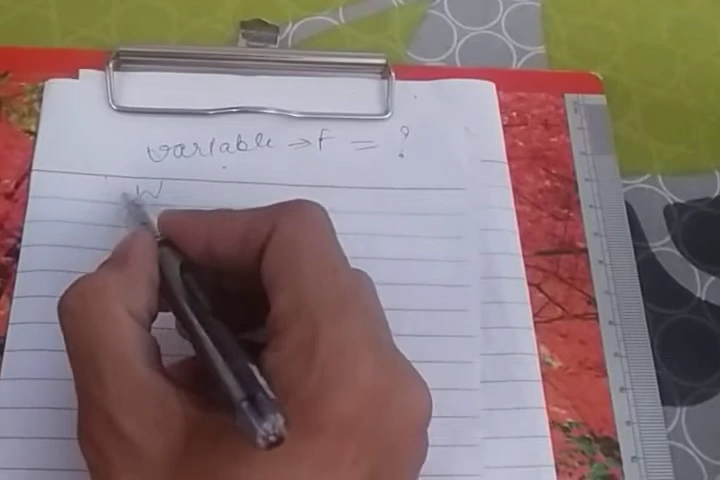 variable → F = ?
W